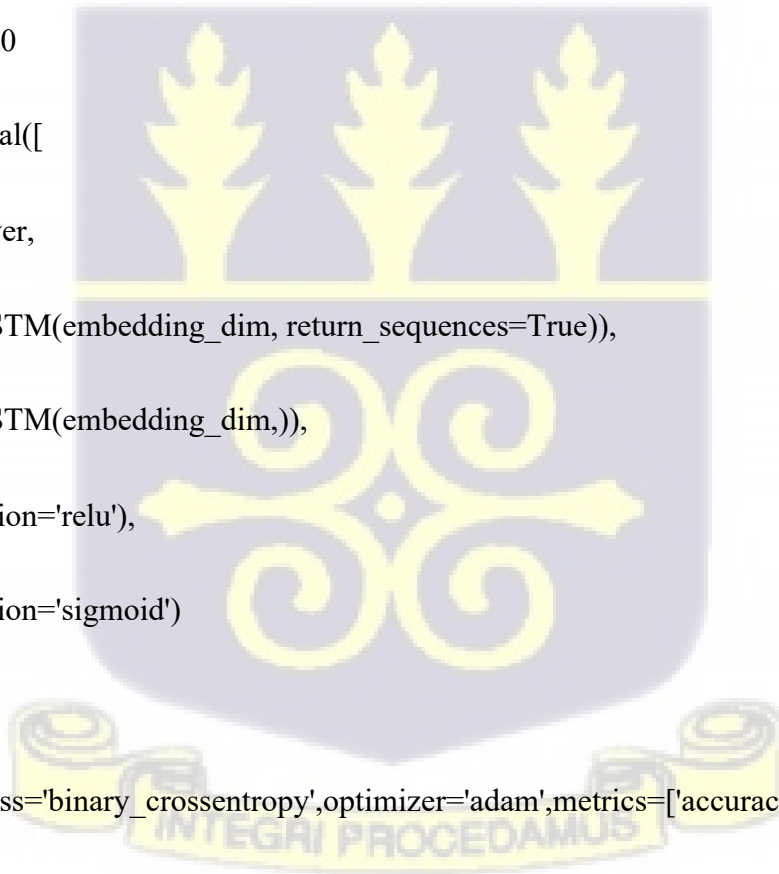 0
al([
er,
STM(embedding_dim, return_sequences=True)),
STM(embedding_dim,)),
ion='relu'),
ion='sigmoid')
ss='binary_crossentropy',optimizer='adam',metrics=['accurac
INTEGRI PROCEDAMUS